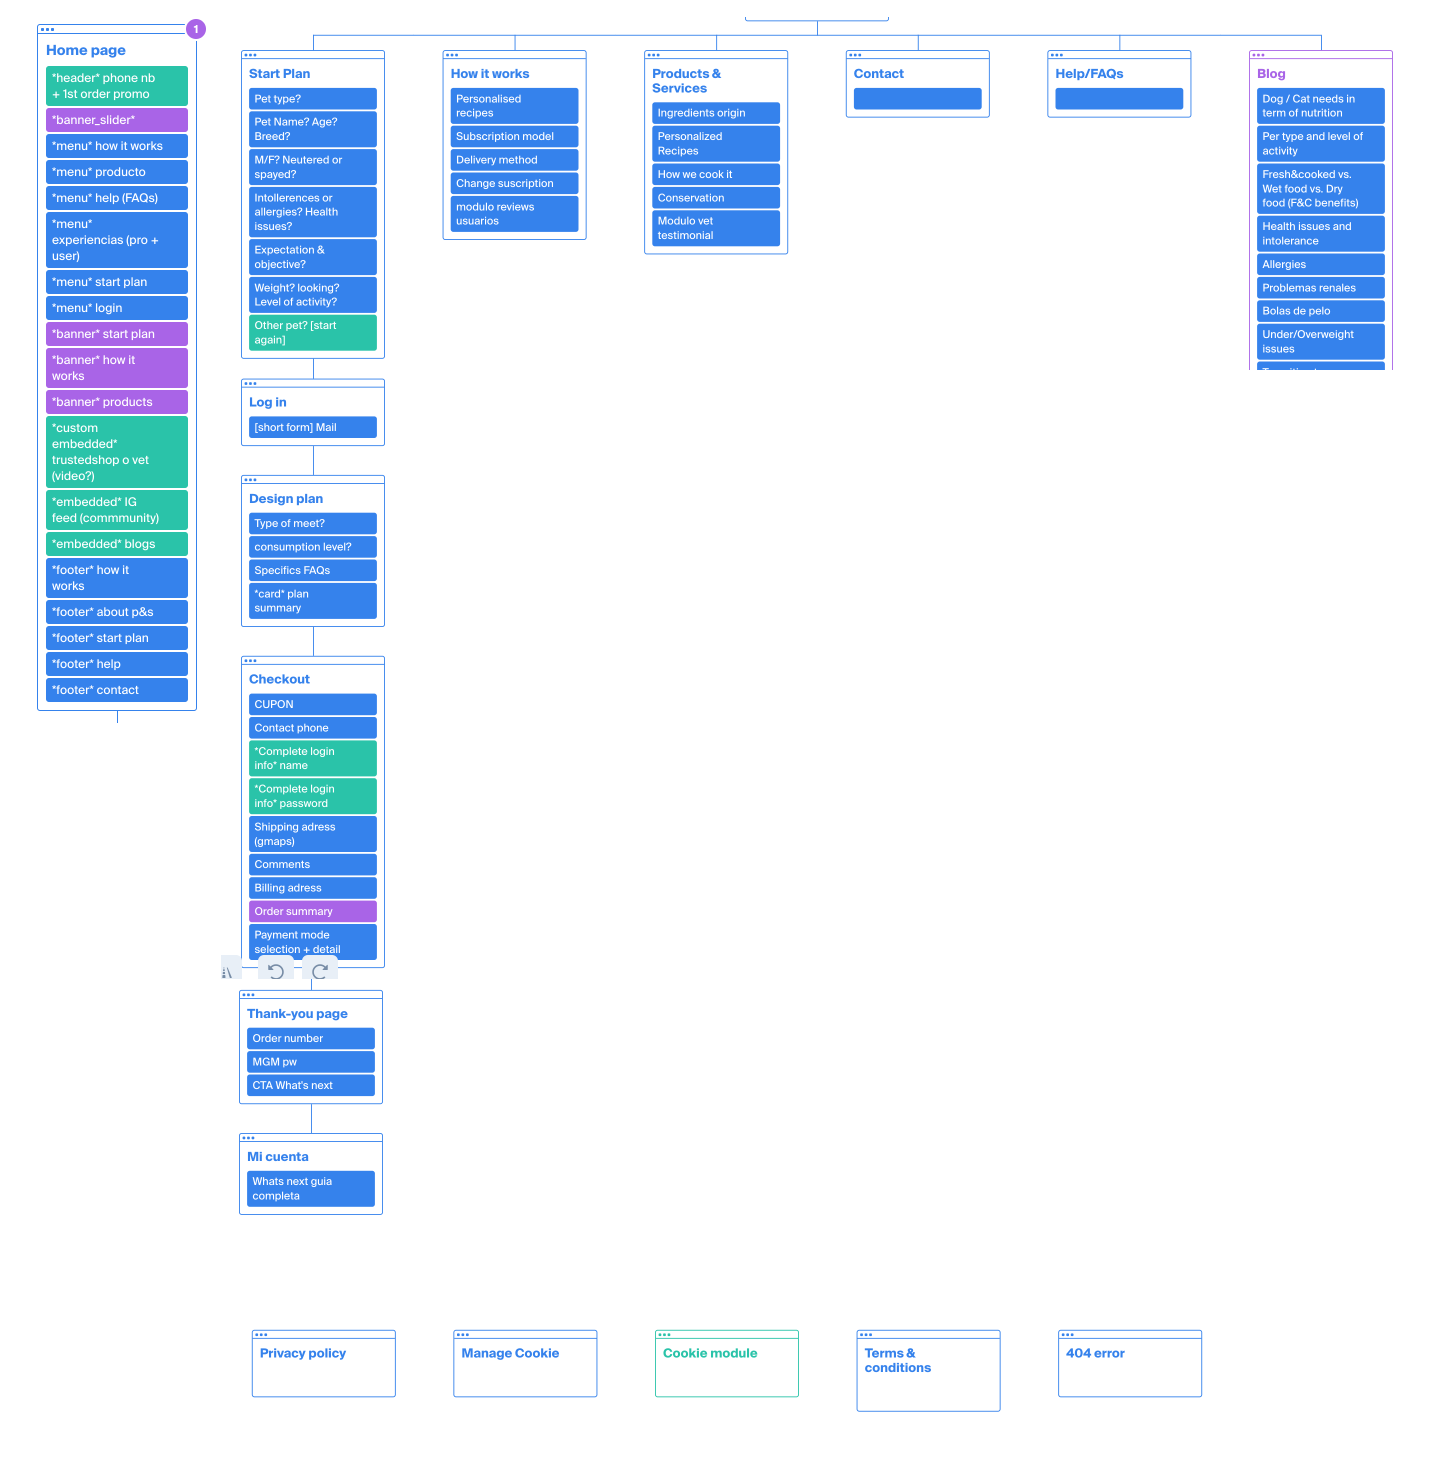 1
Home page
*header* phone nb
+ 1st order promo
*banner_slider*
*menu* how it works
*menu* producto
*menu* help (FAQs)
*menu*
experiencias (pro +
user)
*menu* start plan
*menu* login
*banner* start plan
*banner* how it
works
*banner* products
*custom
embedded*
trustedshop o vet
(video?)
*embedded* IG
feed (commmunity)
*embedded* blogs
*footer* how it
works
*footer* about p&s
*footer* start plan
*footer* help
*footer* contact
Start Plan
Pet type?
Pet Name? Age?
Breed?
M/F? Neutered or
spayed?
Intollerences or
allergies? Health
issues?
Expectation &
objective?
Weight? looking?
Level of activity?
Other pet? [start
again]
Log in
[short form] Mail
Design plan
Type of meet?
consumption level?
Specifics FAQs
*card* plan
summary
Checkout
CUPON
Contact phone
*Complete login
info* name
*Complete login
info* password
Shipping adress
(gmaps)
Comments
Billing adress
Order summary
Payment mode
selection + detail
Thank-you page
Order number
MGM pw
CTA What's next
Mi cuenta
Whats next guia
completa
How it works
Personalised
recipes
Subscription model
Delivery method
Change suscription
modulo reviews
usuarios
Products &
Services
Ingredients origin
Personalized
Recipes
How we cook it
Conservation
Modulo vet
testimonial
Contact
Help/FAQs
Blog
Dog / Cat needs in
term of nutrition
Per type and level of
activity
Fresh&cooked vs.
Wet food vs. Dry
food (F&C benefits)
Health issues and
intolerance
Allergies
Problemas renales
Bolas de pelo
Under/Overweight
issues
Privacy policy
Manage Cookie
Cookie module
Terms &
conditions
404 error